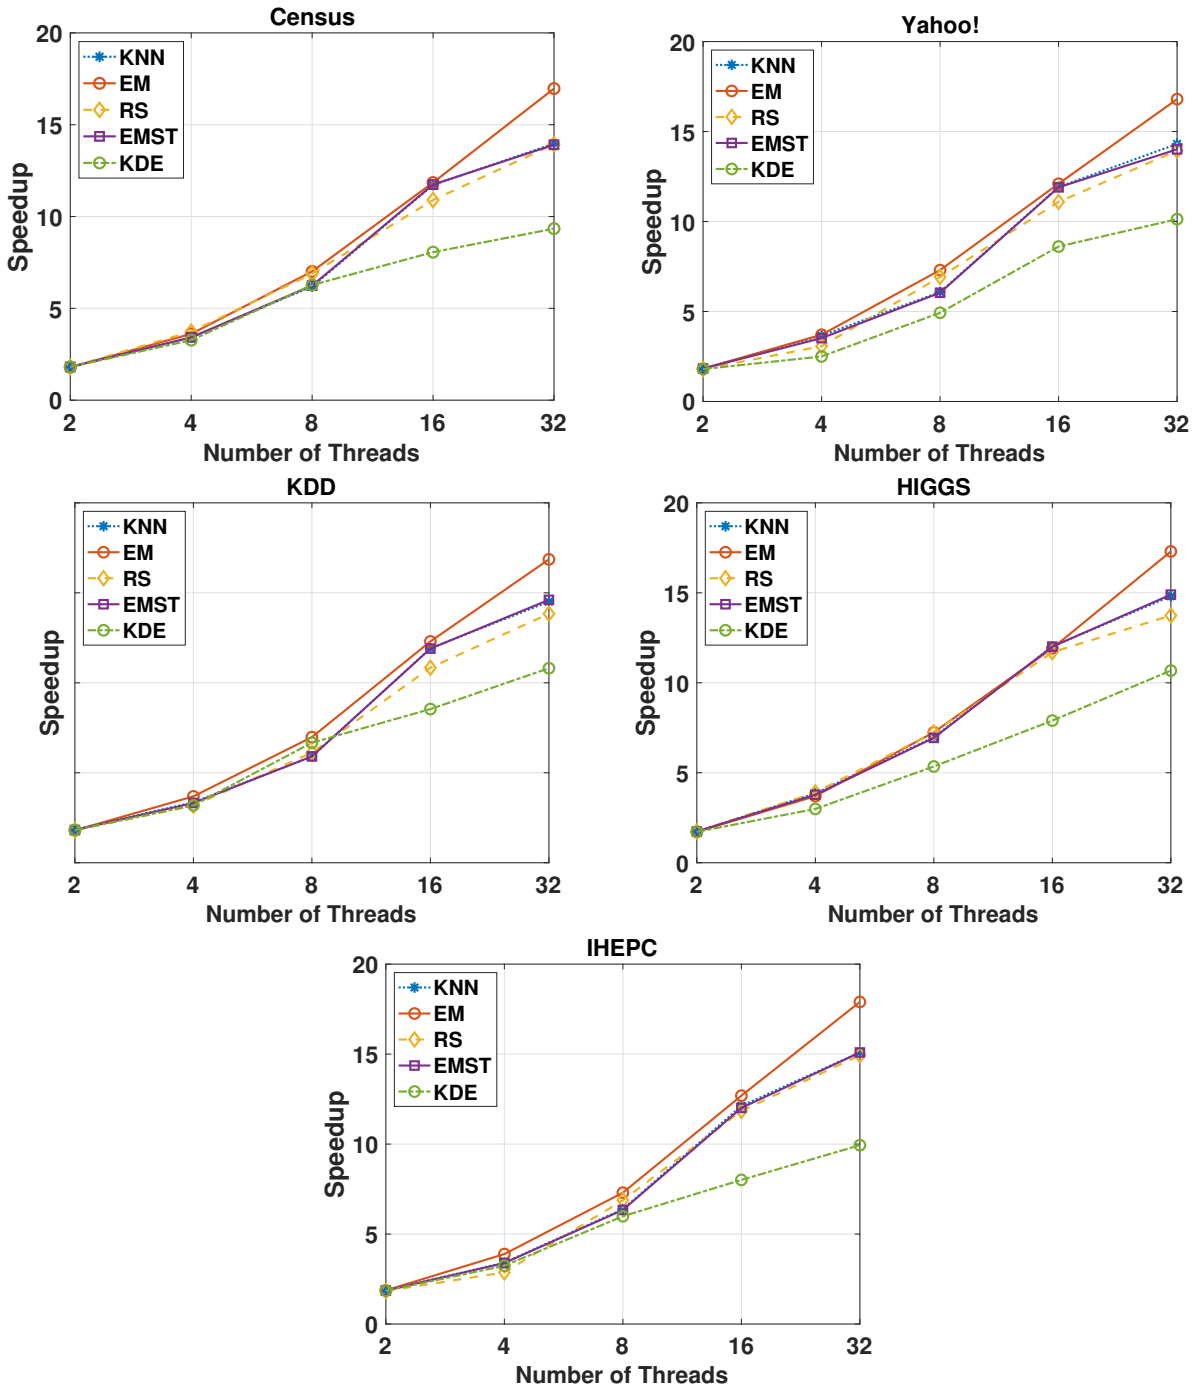 Census
20
15
10
5
0
Speedup
KNN
EM
RS
EMST
KDE
2 4 8 16 32
Number of Threads
Yahoo!
20
15
10
5
0
Speedup
KNN
EM
RS
EMST
KDE
2 4 8 16 32
Number of Threads
KDD
Speedup
KNN
EM
RS
EMST
KDE
2 4 8 16 32
Number of Threads
HIGGS
20
15
10
5
0
Speedup
KNN
EM
RS
EMST
KDE
2 4 8 16 32
Number of Threads
IHEPC
20
15
10
5
0
Speedup
KNN
EM
RS
EMST
KDE
2 4 8 16 32
Number of Threads